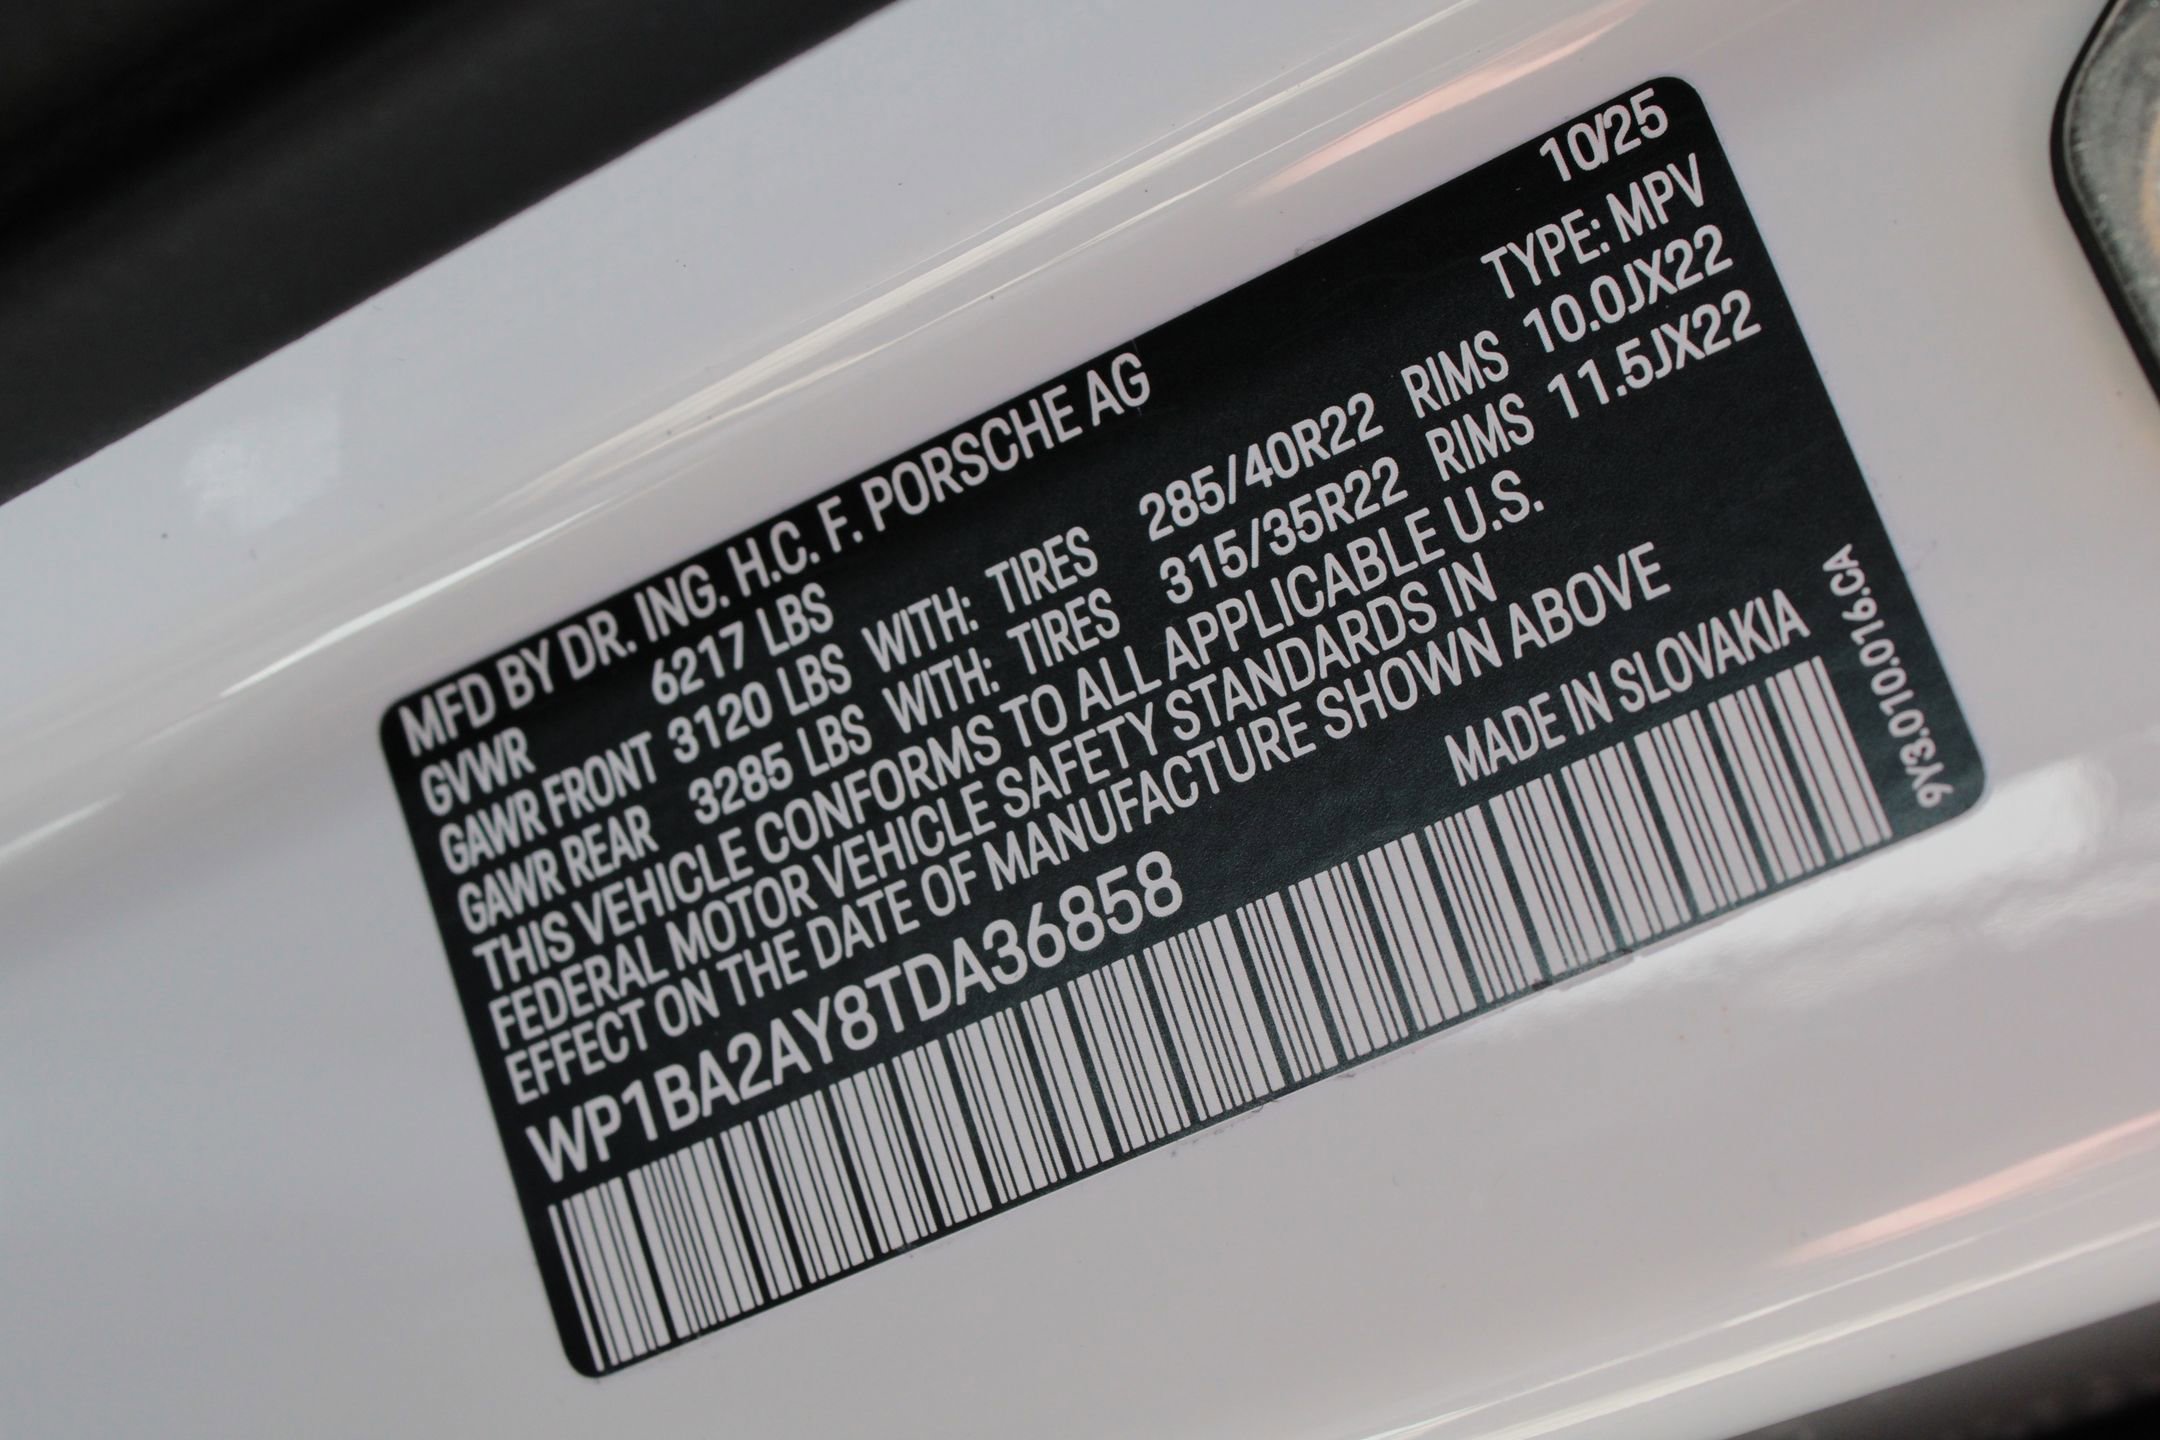 MFD BY DR. ING. H.C. F. PORSCHE AG 10/25
GVWR 6217 LBS TYPE: MPV
GAWR FRONT 3120 LBS WITH: TIRES 285/40R22 RIMS 10.0JX22
GAWR REAR 3285 LBS WITH: TIRES 315/35R22 RIMS 11.5JX22
THIS VEHICLE CONFORMS TO ALL APPLICABLE U.S.
FEDERAL MOTOR VEHICLE SAFETY STANDARDS IN
EFFECT ON THE DATE OF MANUFACTURE SHOWN ABOVE
WP1BA2AY8TDA36858 MADE IN SLOVAKIA
9Y3.010.016.CA